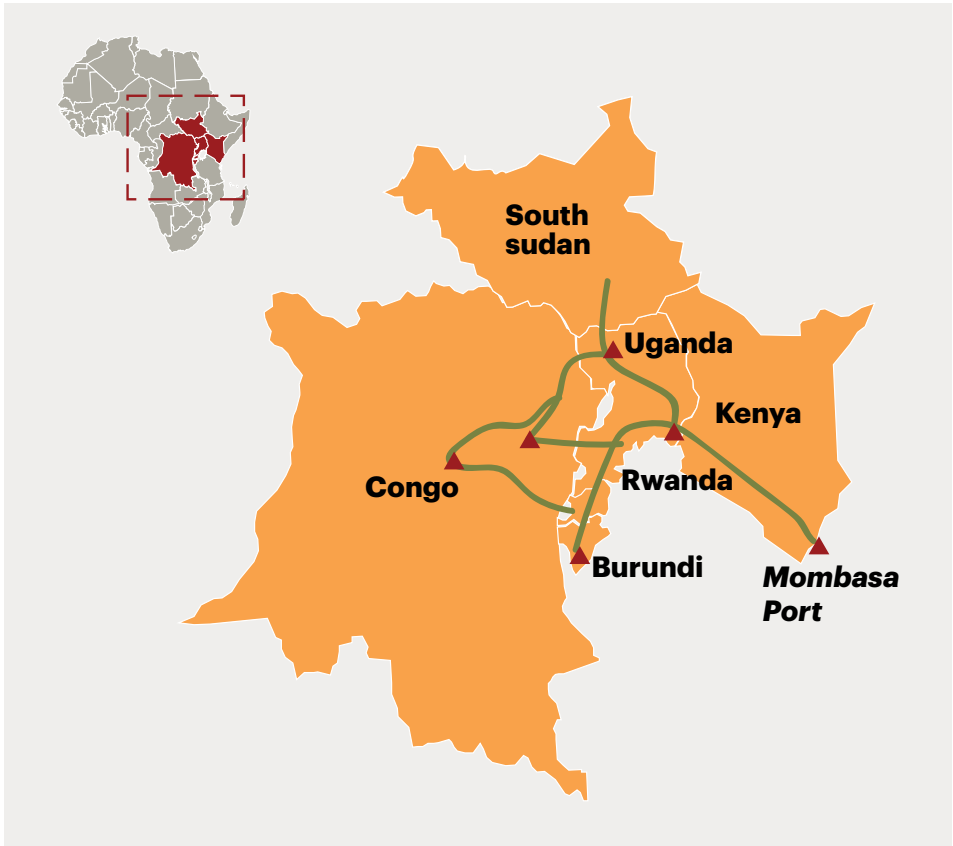 South
sudan
Uganda
Kenya
Rwanda
Congo
Burundi
Mombasa
Port